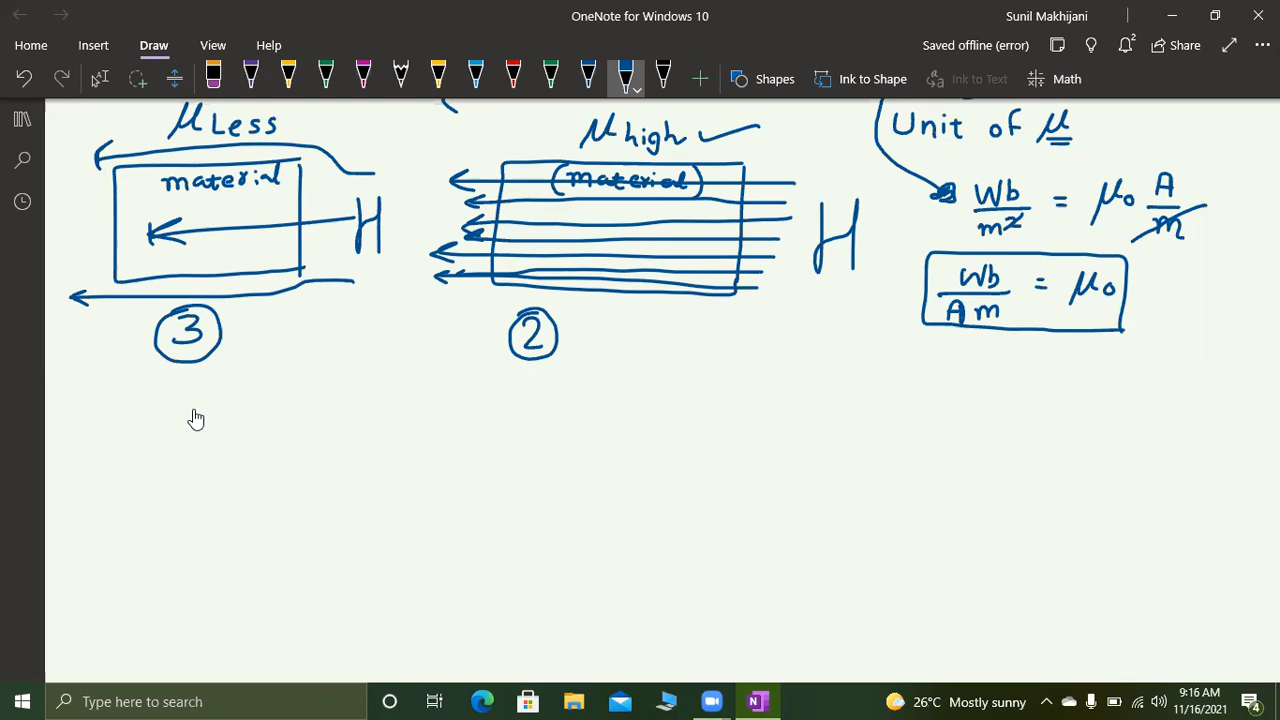 OneNote for Windows 10
Sunil Makhijani
Home Insert Draw View Help
Saved offline (error)
Share
Shapes
Ink to Shape
Ink to Text
Math
μ Less
material
H
3
μ high
(material)
H
2
Unit of μ
Wb/m² = μ₀ A/m
Wb/A m = μ₀
Type here to search
26°C Mostly sunny
9:16 AM
11/16/2021
4